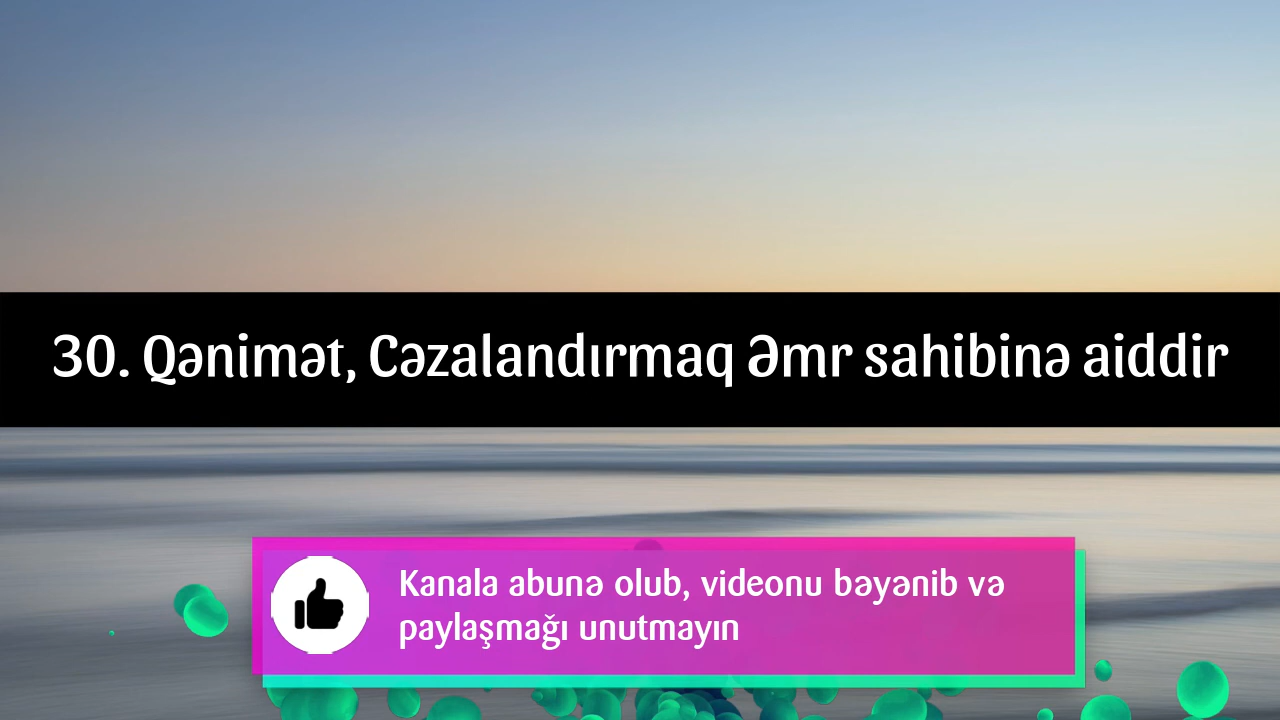 30. Qənimət, Cəzalandırmaq Əmr sahibinə aiddir
Kanala abunə olub, videonu bəyənib və
paylaşmağı unutmayın